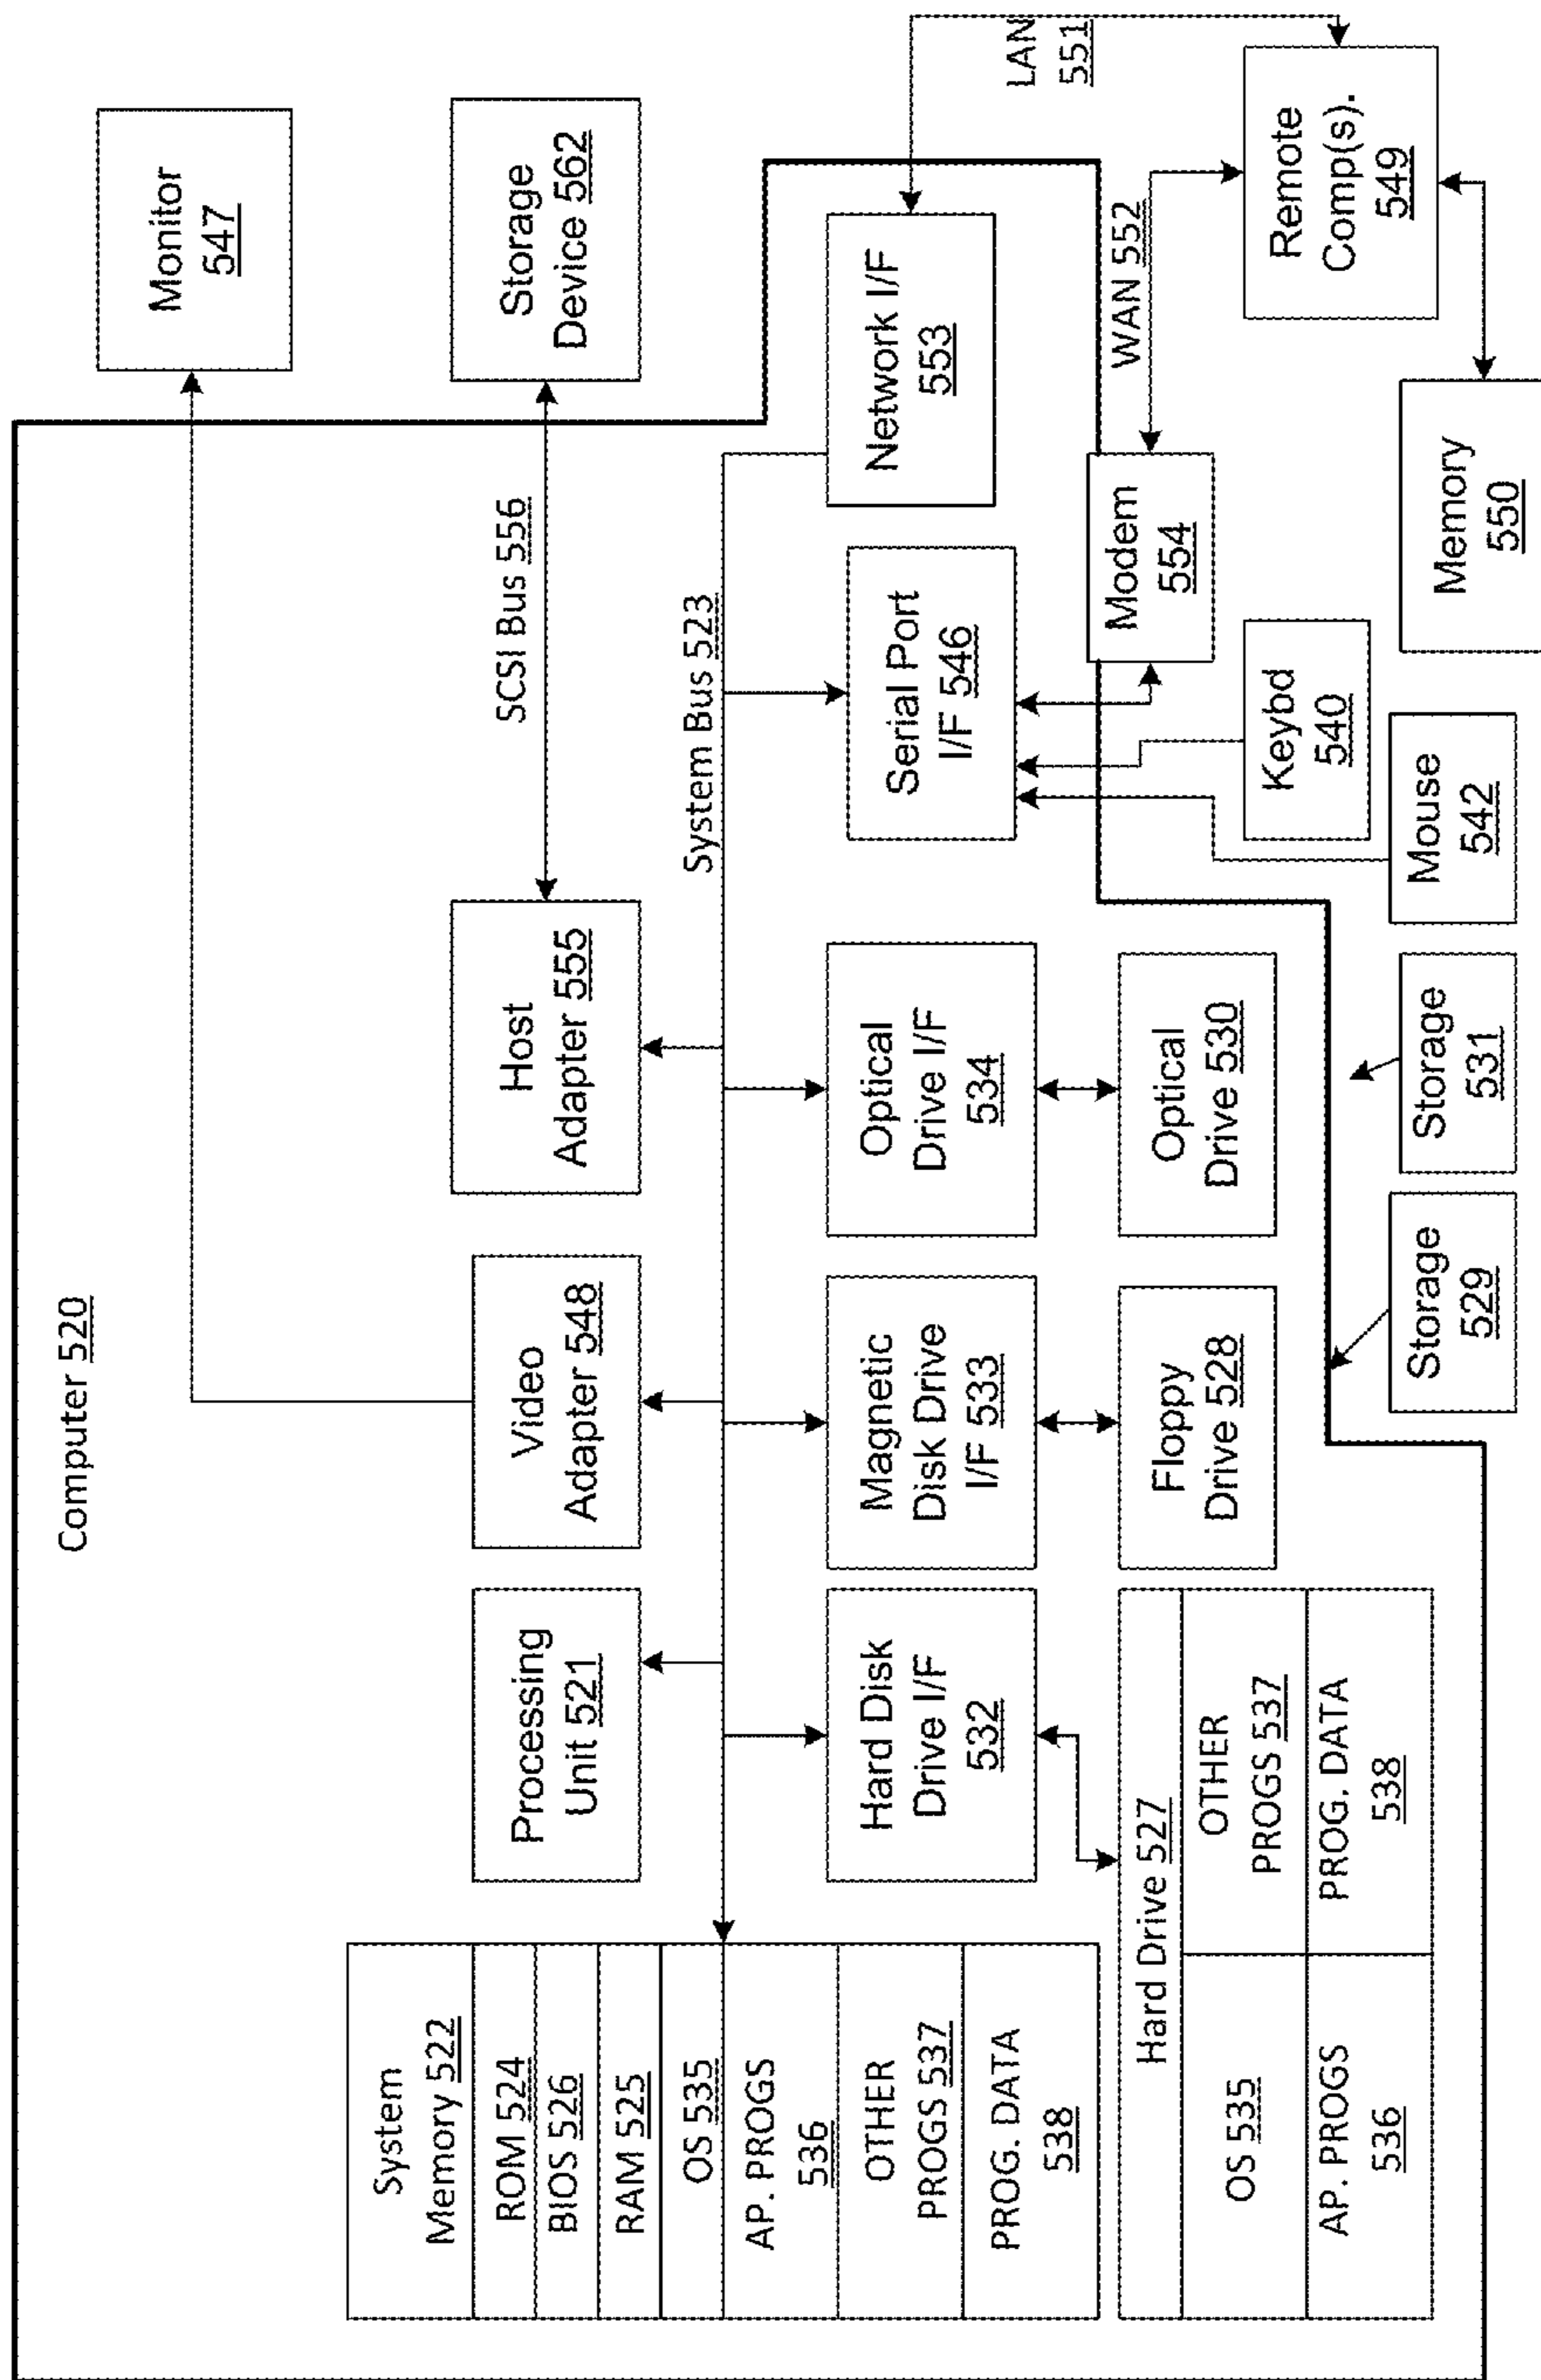 Computer 520
Monitor
547
System
Memory 522
ROM 524
BIOS 526
RAM 525
OS 535
AP. PROGS
536
OTHER
PROGS 537
PROG. DATA
538
Processing
Unit 521
Video
Adapter 548
Host
Adapter 555
SCSI Bus 556
Storage
Device 562
System Bus 523
Hard Disk
Drive I/F
532
Magnetic
Disk Drive
I/F 533
Optical
Drive I/F
534
Serial Port
I/F 546
Network I/F
553
LAN
551
Hard Drive 527
OS 535
OTHER
PROGS 537
AP. PROGS
536
PROG. DATA
538
Floppy
Drive 528
Optical
Drive 530
Modem
554
WAN 552
Remote
Comp(s).
549
Storage
529
Storage
531
Mouse
542
Keybd
540
Memory
550